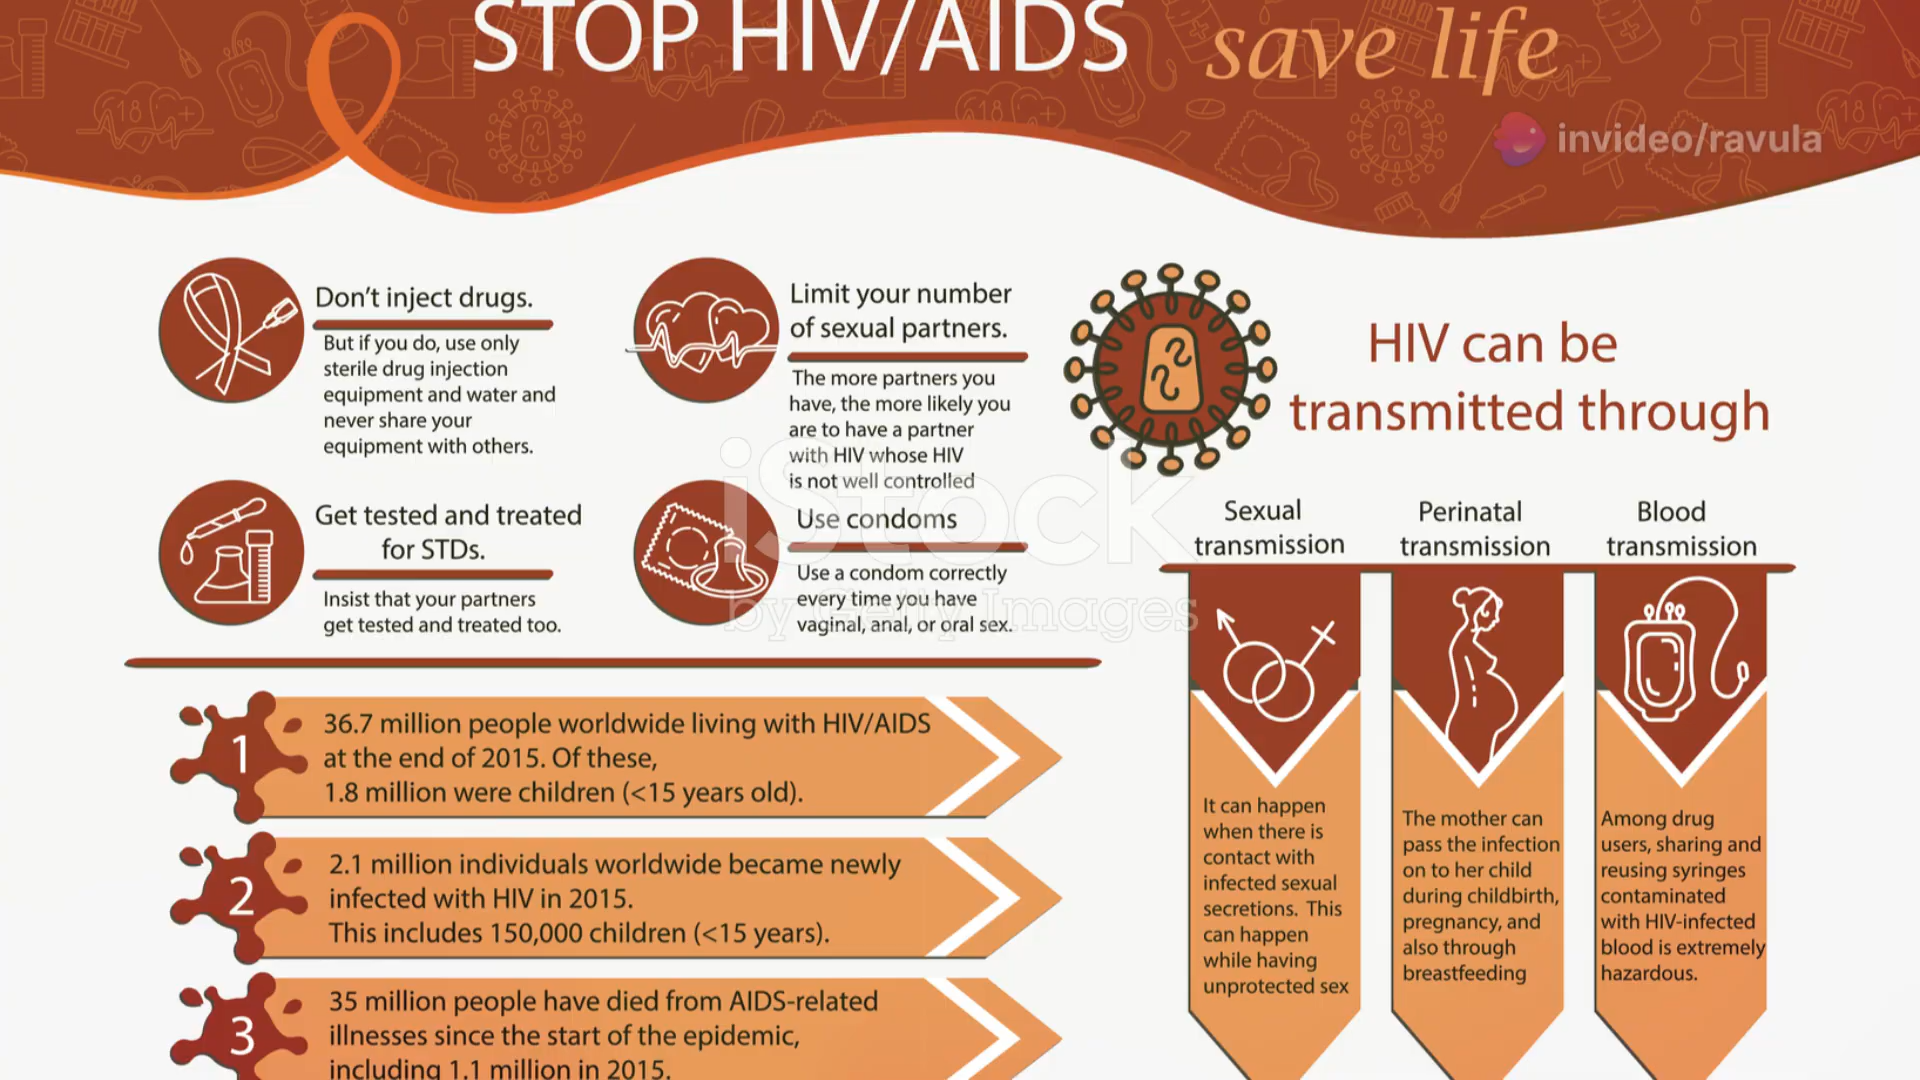 STOP HIV/AIDS save life
invideo/ravula
Don't inject drugs.
But if you do, use only
sterile drug injection
equipment and water and
never share your
equipment with others.
Limit your number
of sexual partners.
The more partners you
have, the more likely you
are to have a partner
with HIV whose HIV
is not well controlled
Get tested and treated
for STDs.
Insist that your partners
get tested and treated too.
Use condoms
Use a condom correctly
every time you have
vaginal, anal, or oral sex.
iStock
by Getty Images
1
36.7 million people worldwide living with HIV/AIDS
at the end of 2015. Of these,
1.8 million were children (<15 years old).
2
2.1 million individuals worldwide became newly
infected with HIV in 2015.
This includes 150,000 children (<15 years).
3
35 million people have died from AIDS-related
illnesses since the start of the epidemic,
including 1.1 million in 2015.
HIV can be
transmitted through
Sexual
transmission
It can happen
when there is
contact with
infected sexual
secretions. This
can happen
while having
unprotected sex
Perinatal
transmission
The mother can
pass the infection
on to her child
during childbirth,
pregnancy, and
also through
breastfeeding
Blood
transmission
Among drug
users, sharing and
reusing syringes
contaminated
with HIV-infected
blood is extremely
hazardous.